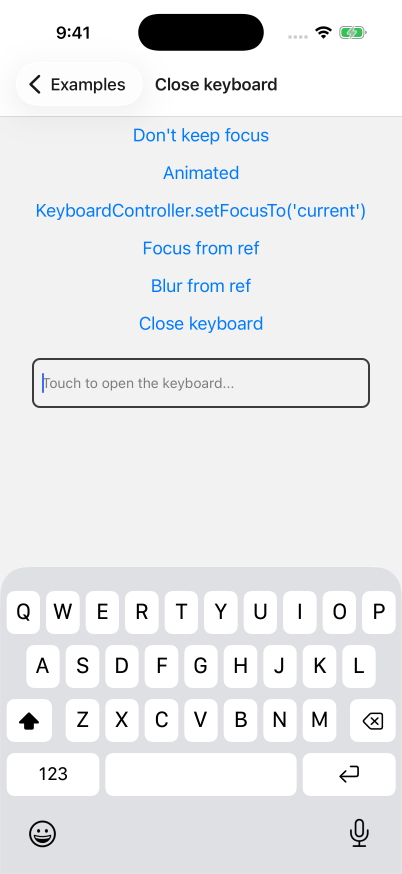 9:41
Examples
Close keyboard
Don't keep focus
Animated
KeyboardController.setFocusTo('current')
Focus from ref
Blur from ref
Close keyboard
Touch to open the keyboard...
Q W E R T Y U I O P
A S D F G H J K L
Z X C V B N M
123